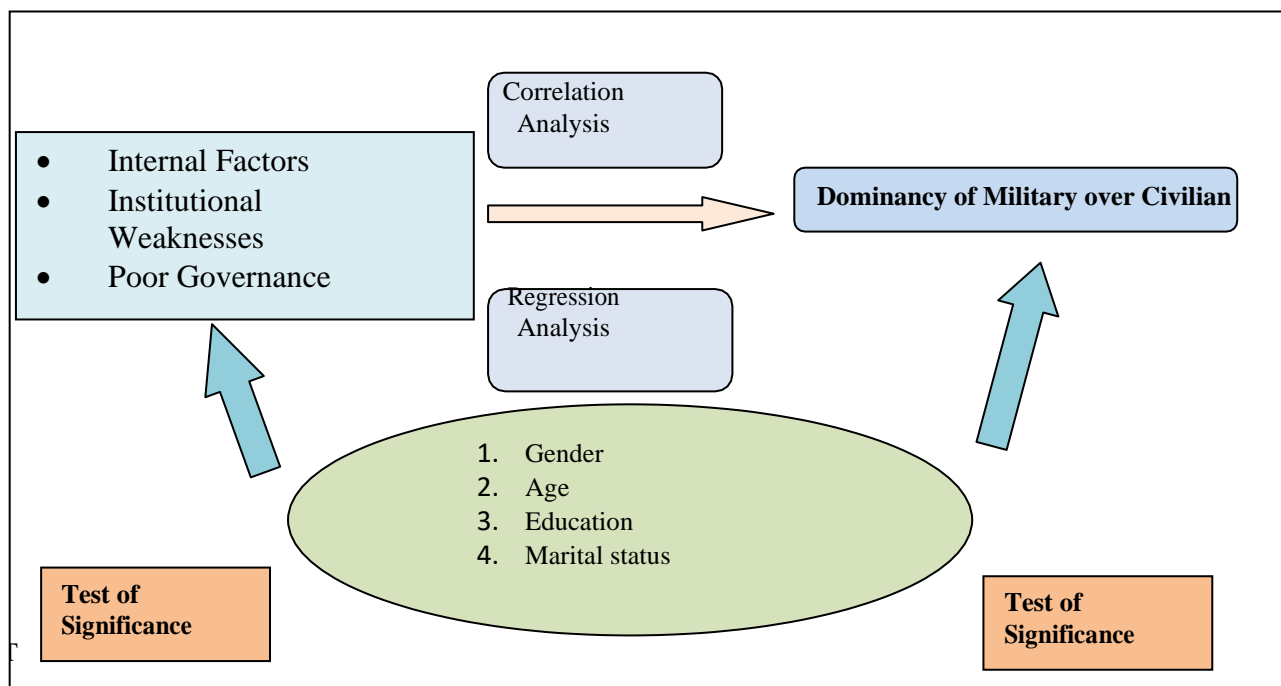 Correlation
Analysis
• Internal Factors
• Institutional
Weaknesses
• Poor Governance
Dominancy of Military over Civilian
Regression
Analysis
1. Gender
2. Age
3. Education
4. Marital status
Test of
Significance
Test of
Significance